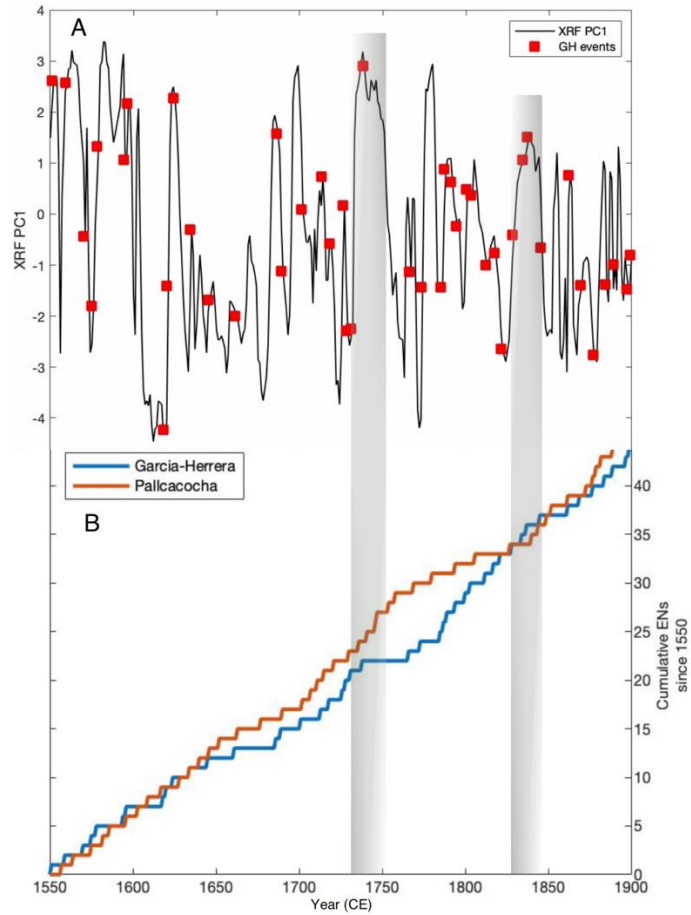 A
XRF PC1
GH events
4
3
2
1
0
-1
-2
-3
-4
XRF PC1
Garcia-Herrera
Pallcacocha
B
40
35
30
25
20
15
10
5
0
Cumulative ENs
since 1550
1550 1600 1650 1700 1750 1800 1850 1900
Year (CE)